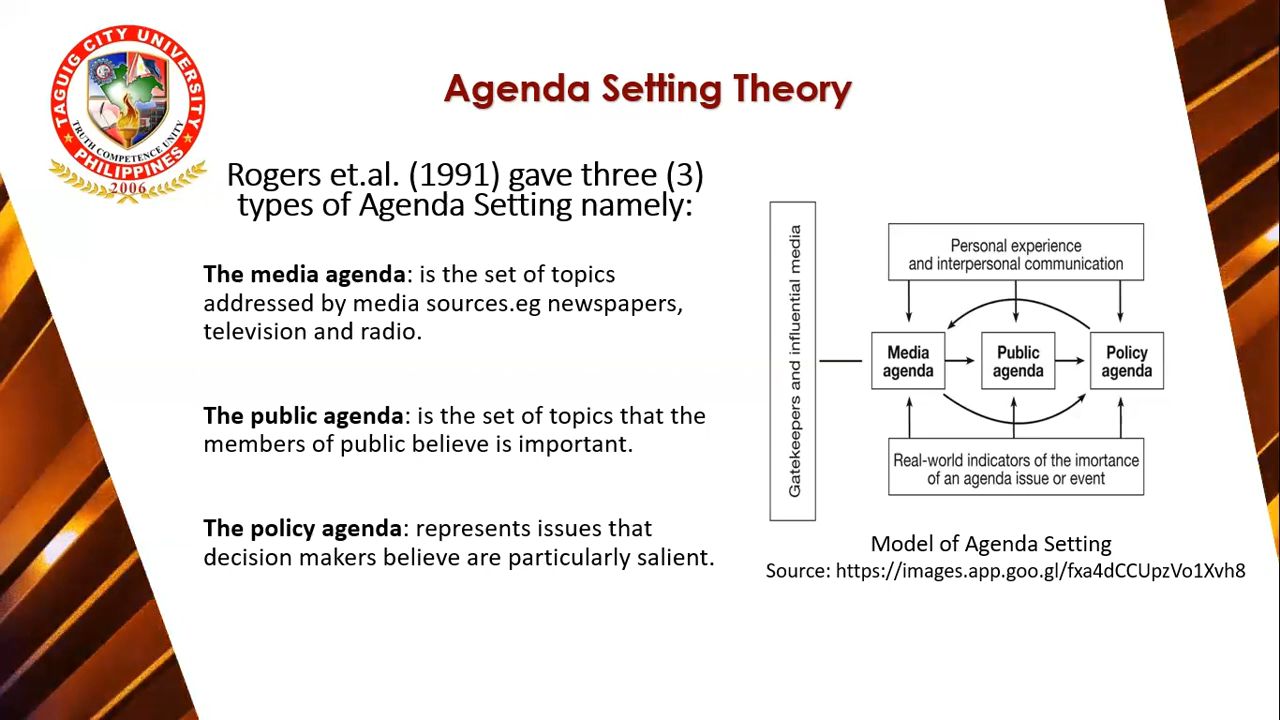 TAGUIG CITY UNIVERSITY
TRUTH COMPETENCE UNITY
PHILIPPINES
2006
Agenda Setting Theory
Rogers et.al. (1991) gave three (3)
types of Agenda Setting namely:
The media agenda: is the set of topics
addressed by media sources.eg newspapers,
television and radio.
The public agenda: is the set of topics that the
members of public believe is important.
The policy agenda: represents issues that
decision makers believe are particularly salient.
Gatekeepers and influential media
Personal experience
and interpersonal communication
Media
agenda
Public
agenda
Policy
agenda
Real-world indicators of the imortance
of an agenda issue or event
Model of Agenda Setting
Source: https://images.app.goo.gl/fxa4dCCUpzVo1Xvh8